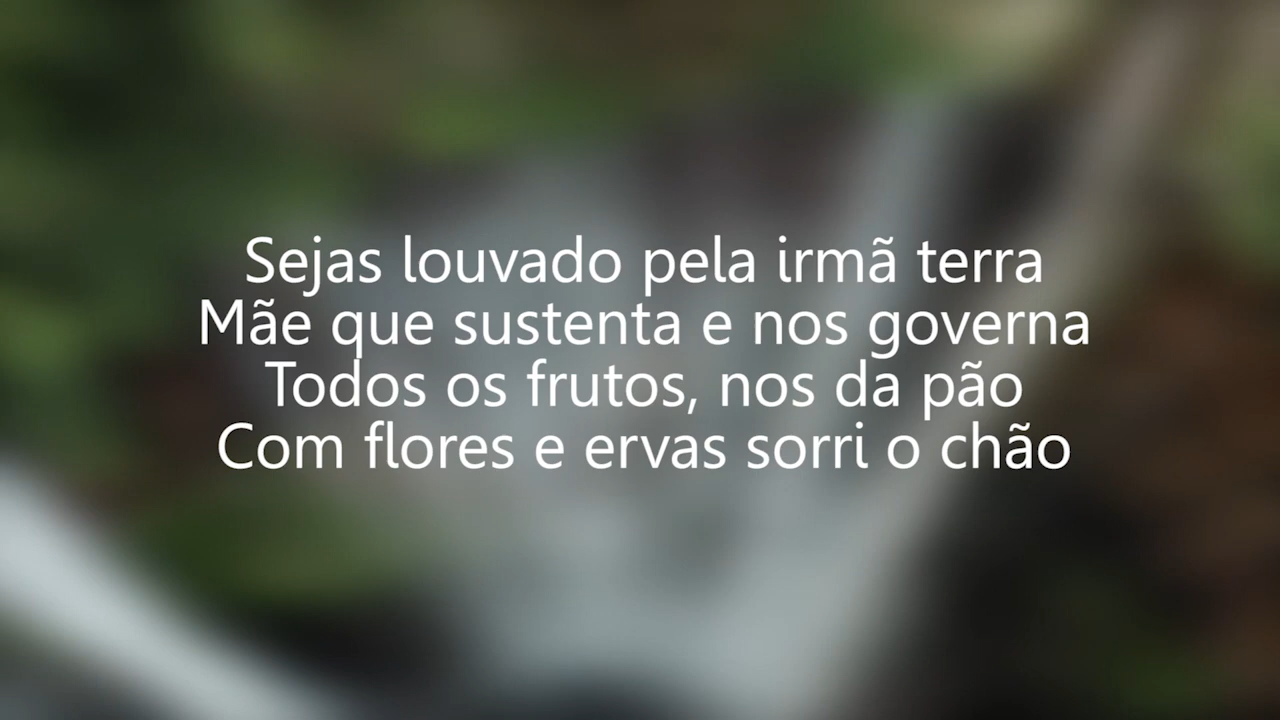 Sejas louvado pela irmã terra
Mãe que sustenta e nos governa
Todos os frutos, nos da pão
Com flores e ervas sorri o chão